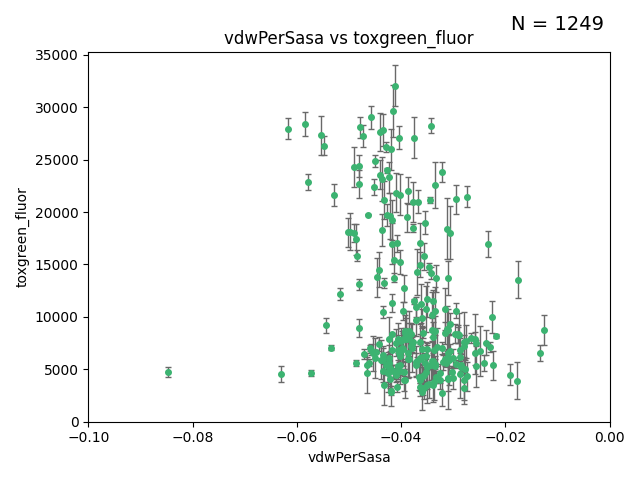 N = 1249
vdwPerSasa vs toxgreen_fluor
35000
30000
25000
20000
15000
10000
5000
0
toxgreen_fluor
−0.10 −0.08 −0.06 −0.04 −0.02 0.00
vdwPerSasa